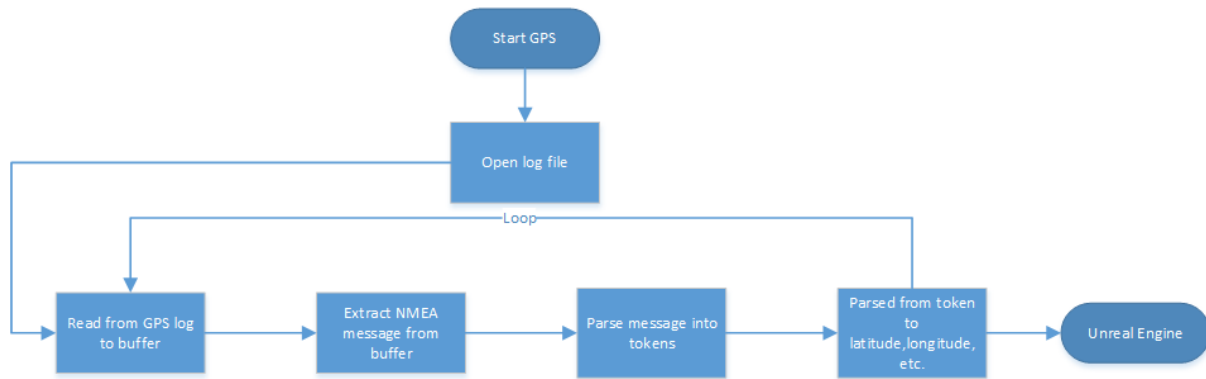 Start GPS
Open log file
Loop
Read from GPS log
to buffer
Extract NMEA
message from
buffer
Parse message into
tokens
Parsed from token
to
latitude,longitude,
etc.
Unreal Engine